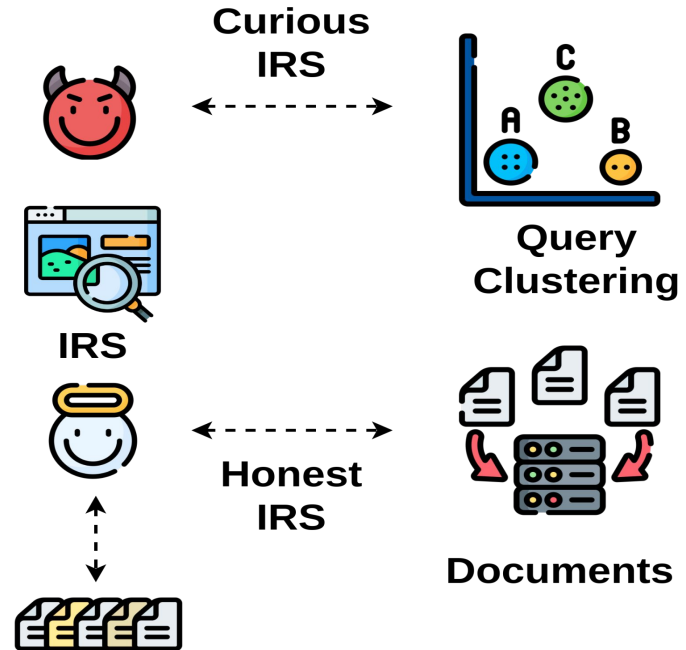 Curious
IRS
C
A
B
Query
Clustering
IRS
Honest
IRS
Documents